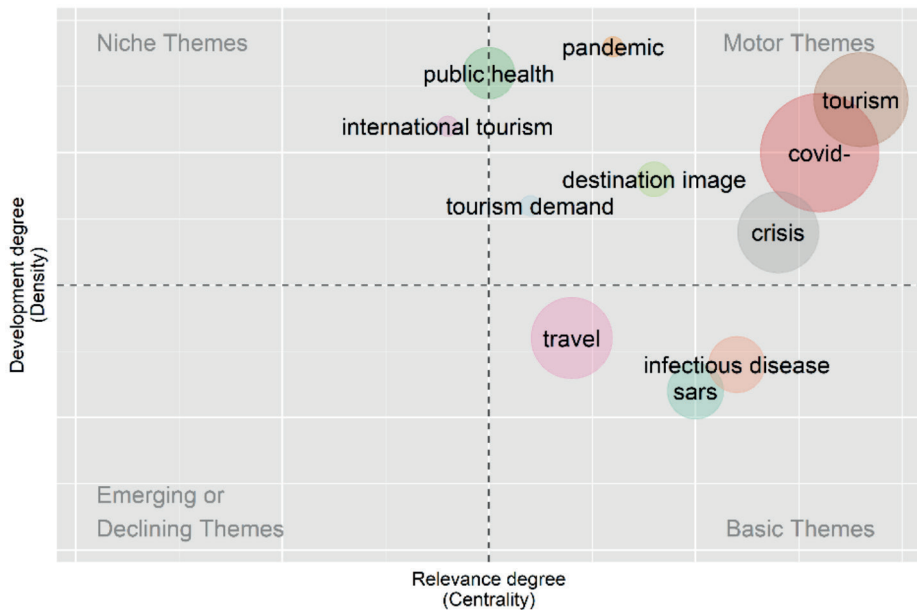 Niche Themes
Motor Themes
pandemic
public health
tourism
international tourism
covid-
destination image
tourism demand
crisis
travel
infectious disease
sars
Emerging or
Declining Themes
Basic Themes
Development degree
(Density)
Relevance degree
(Centrality)